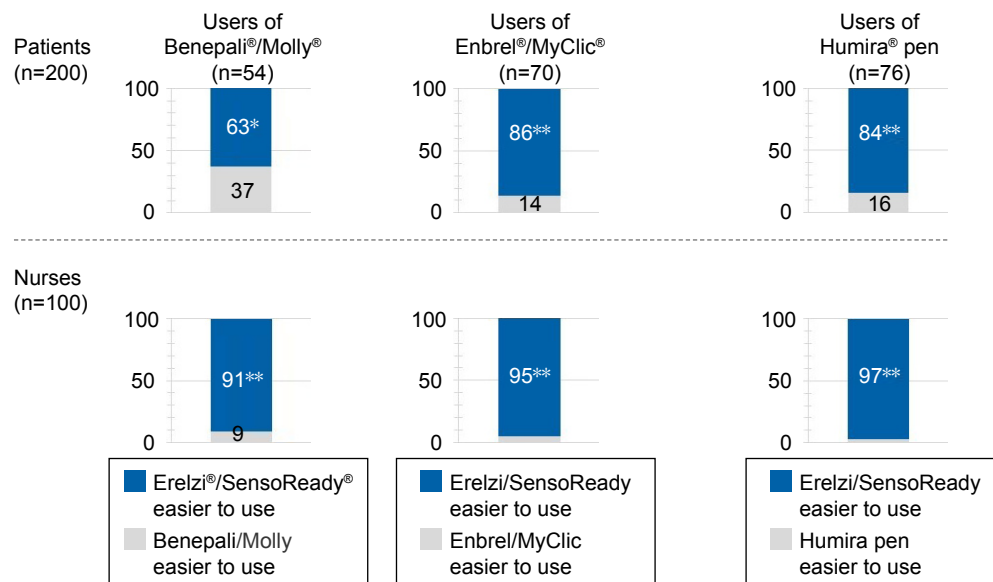 Patients
(n=200)
Users of
Benepali®/Molly®
(n=54)
Users of
Enbrel®/MyClic®
(n=70)
Users of
Humira® pen
(n=76)
100
50
0
63*
37
100
50
0
86**
14
100
50
0
84**
16
Nurses
(n=100)
100
50
0
91**
9
100
50
0
95**
100
50
0
97**
Erelzi®/SensoReady®
easier to use
Benepali/Molly
easier to use
Erelzi/SensoReady
easier to use
Enbrel/MyClic
easier to use
Erelzi/SensoReady
easier to use
Humira pen
easier to use